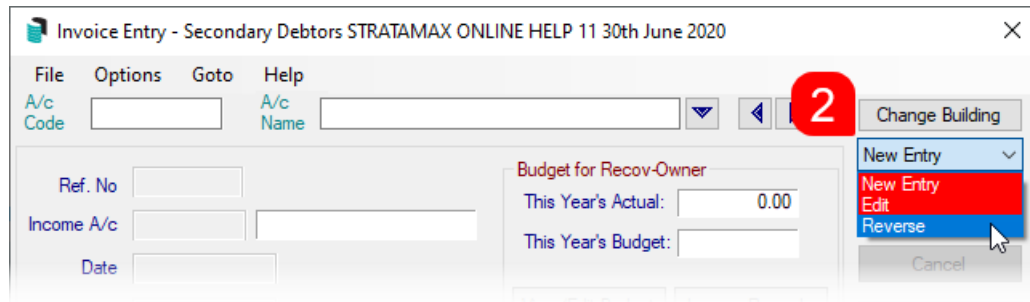 Invoice Entry - Secondary Debtors STRATAMAX ONLINE HELP 11 30th June 2020
File Options Goto Help
A/c Code
A/c Name
2
Change Building
New Entry
New Entry
Edit
Reverse
Cancel
Ref. No
Income A/c
Date
Budget for Recov-Owner
This Year's Actual: 0.00
This Year's Budget: